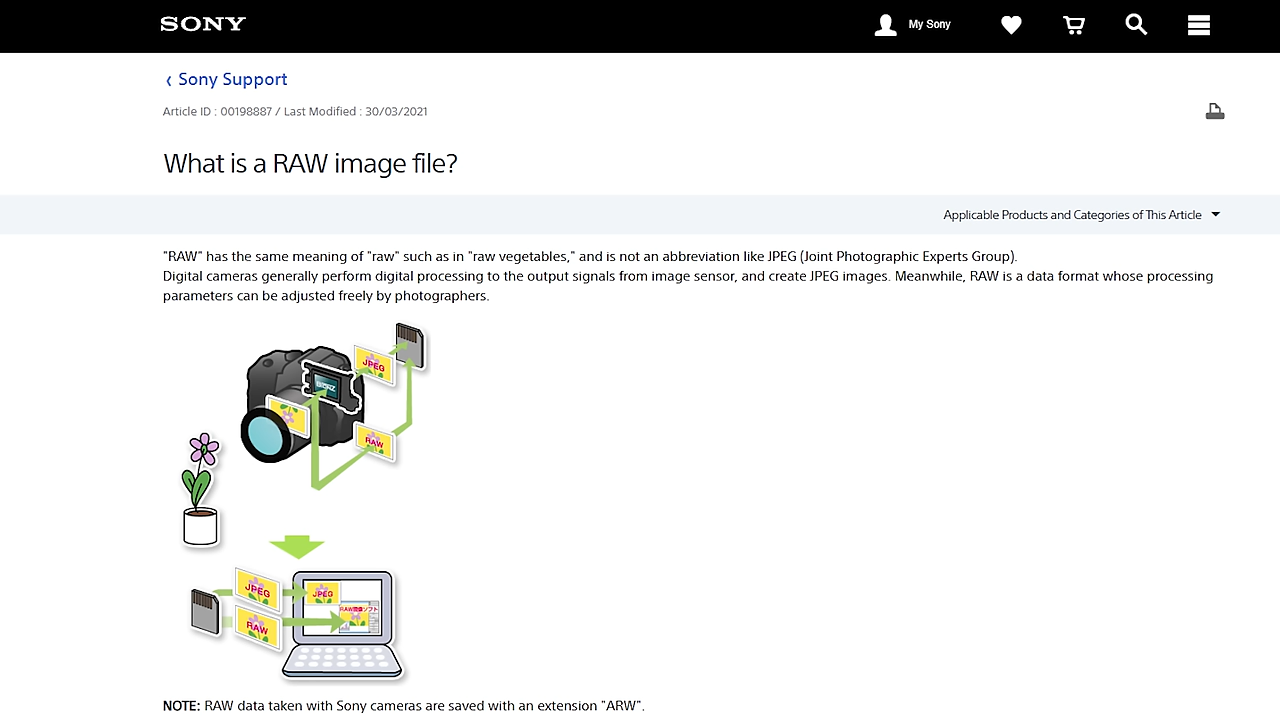 SONY
My Sony
‹ Sony Support
Article ID : 00198887 / Last Modified : 30/03/2021
What is a RAW image file?
Applicable Products and Categories of This Article
"RAW" has the same meaning of "raw" such as in "raw vegetables," and is not an abbreviation like JPEG (Joint Photographic Experts Group).
Digital cameras generally perform digital processing to the output signals from image sensor, and create JPEG images. Meanwhile, RAW is a data format whose processing
parameters can be adjusted freely by photographers.
JPEG
RAW
JPEG
JPEG
RAW
NOTE: RAW data taken with Sony cameras are saved with an extension "ARW".